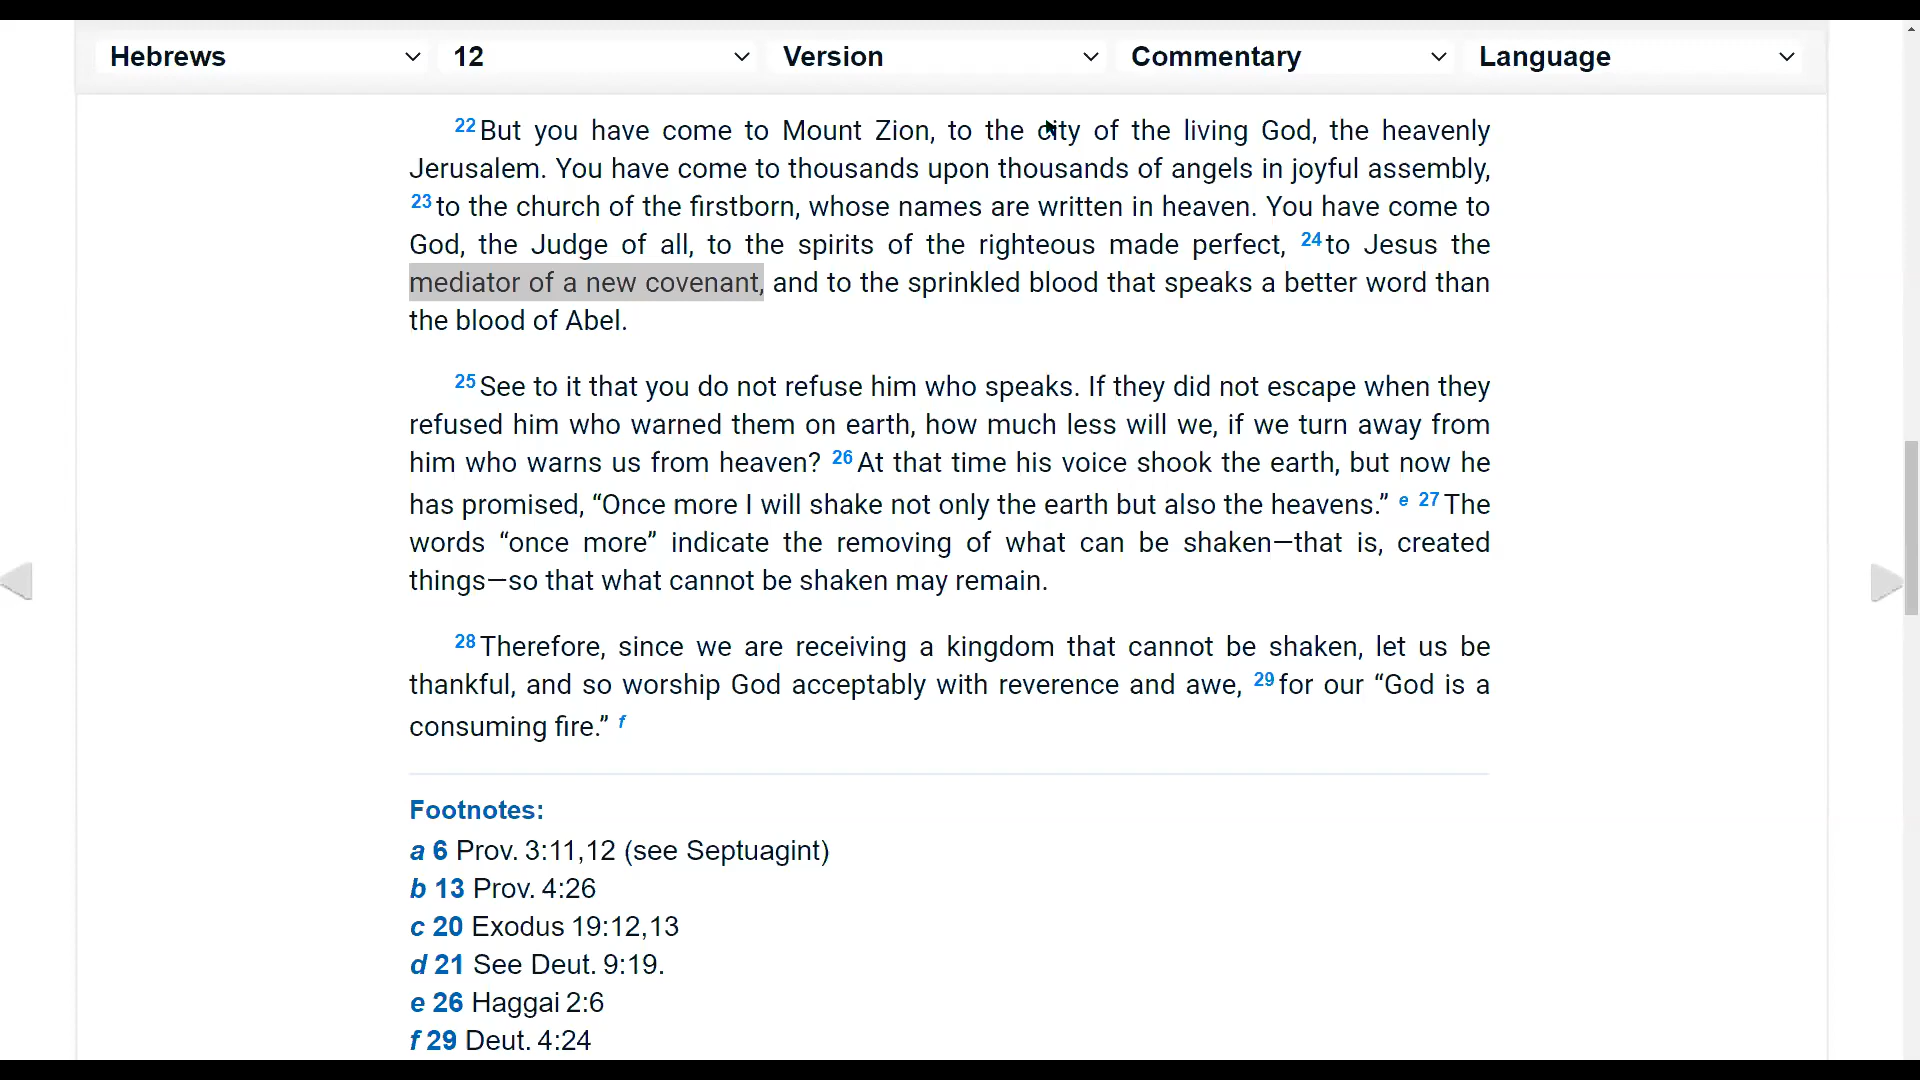 Hebrews 12 Version Commentary Language
22 But you have come to Mount Zion, to the city of the living God, the heavenly
Jerusalem. You have come to thousands upon thousands of angels in joyful assembly,
23 to the church of the firstborn, whose names are written in heaven. You have come to
God, the Judge of all, to the spirits of the righteous made perfect, 24 to Jesus the
mediator of a new covenant, and to the sprinkled blood that speaks a better word than
the blood of Abel.
25 See to it that you do not refuse him who speaks. If they did not escape when they
refused him who warned them on earth, how much less will we, if we turn away from
him who warns us from heaven? 26 At that time his voice shook the earth, but now he
has promised, “Once more I will shake not only the earth but also the heavens.” e 27 The
words “once more” indicate the removing of what can be shaken—that is, created
things—so that what cannot be shaken may remain.
28 Therefore, since we are receiving a kingdom that cannot be shaken, let us be
thankful, and so worship God acceptably with reverence and awe, 29 for our “God is a
consuming fire.” f
Footnotes:
a 6 Prov. 3:11,12 (see Septuagint)
b 13 Prov. 4:26
c 20 Exodus 19:12,13
d 21 See Deut. 9:19.
e 26 Haggai 2:6
f 29 Deut. 4:24